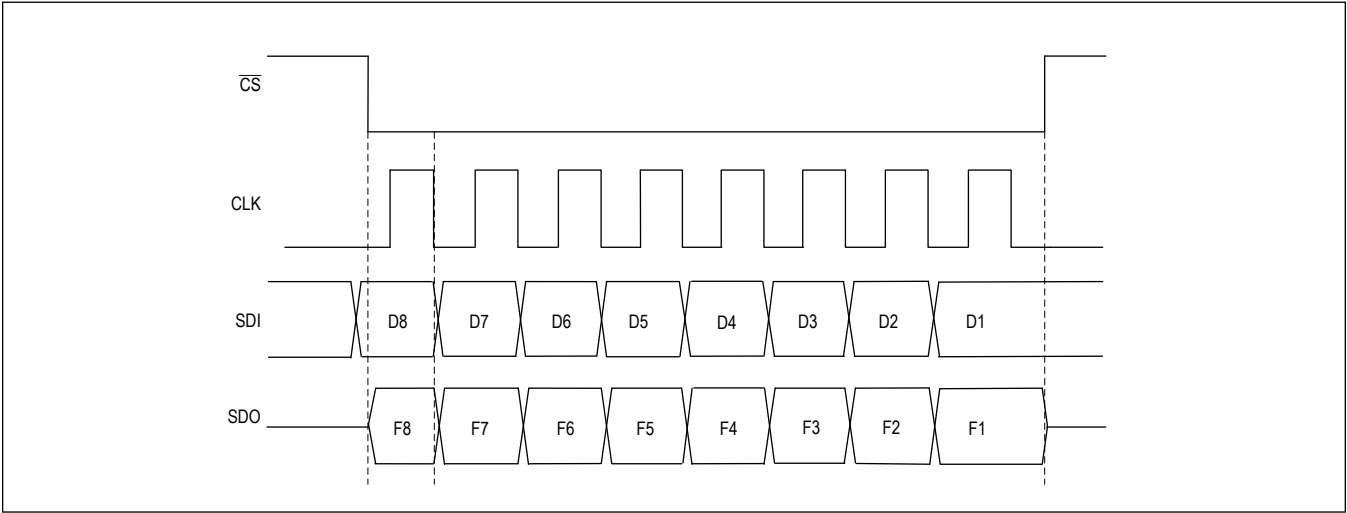 C̅S̅
CLK
SDI D8 D7 D6 D5 D4 D3 D2 D1
SDO F8 F7 F6 F5 F4 F3 F2 F1